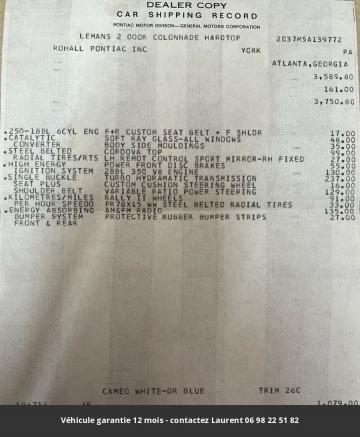 DEALER COPY
CAR SHIPPING RECORD
PONTIAC MOTOR DIVISION—GENERAL MOTORS CORPORATION
LEMANS 2 DOOR COLONNADE HARDTOP 2D37M5A139772
ROHALL PONTIAC INC YORK PA
ATLANTA,GEORGIA
3,589.80
161.00
3,750.80
.250-1BBL 6CYL ENG F+R CUSTOM SEAT BELT + F SHLDR 17.00
.CATALYTIC SOFT RAY GLASS-ALL WINDOWS 48.00
CONVERTER BODY SIDE MOULDINGS 35.00
.STEEL BELTED CORDOVA TOP 99.00
RADIAL TIRES/RTS LH REMOT CONTROL SPORT MIRROR-RH FIXED 27.00
.HIGH ENERGY POWER FRONT DISC BRAKES 55.00
IGNITION SYSTEM 2BBL 350 V8 ENGINE 130.00
.SINGLE BUCKLE TURBO HYDRAMATIC TRANSMISSION 237.00
SEAT PLUS CUSTOM CUSHION STEERING WHEEL 16.00
SHOULDER BELT VARIABLE RATIO POWER STEERING 129.00
.KILOMETRES/MILES RALLY II WHEELS 91.00
PER HOUR SPEEDO FR78X15 WW STEEL BELTED RADIAL TIRES 33.00
.ENERGY ABSORBING AM&FM RADIO 135.00
BUMPER SYSTEM PROTECTIVE RUBBER BUMPER STRIPS 27.00
FRONT & REAR
CAMEO WHITE-DR BLUE TRIM 26C
1,079.00
Véhicule garantie 12 mois - contactez Laurent 06 98 22 51 82